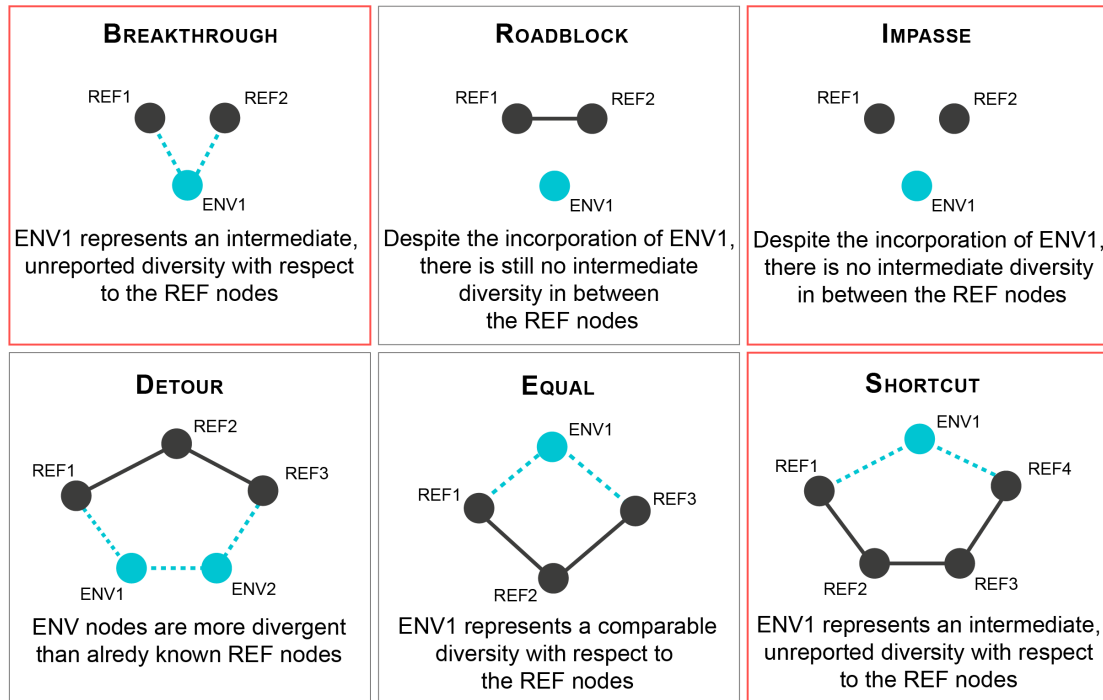 BREAKTHROUGH
REF1
REF2
ENV1
ENV1 represents an intermediate,
unreported diversity with respect
to the REF nodes
ROADBLOCK
REF1
REF2
ENV1
Despite the incorporation of ENV1,
there is still no intermediate
diversity in between
the REF nodes
IMPASSE
REF1
REF2
ENV1
Despite the incorporation of ENV1,
there is no intermediate diversity
in between the REF nodes
DETOUR
REF2
REF1
REF3
ENV1
ENV2
ENV nodes are more divergent
than alredy known REF nodes
EQUAL
ENV1
REF1
REF3
REF2
ENV1 represents a comparable
diversity with respect to
the REF nodes
SHORTCUT
ENV1
REF1
REF4
REF2
REF3
ENV1 represents an intermediate,
unreported diversity with respect
to the REF nodes